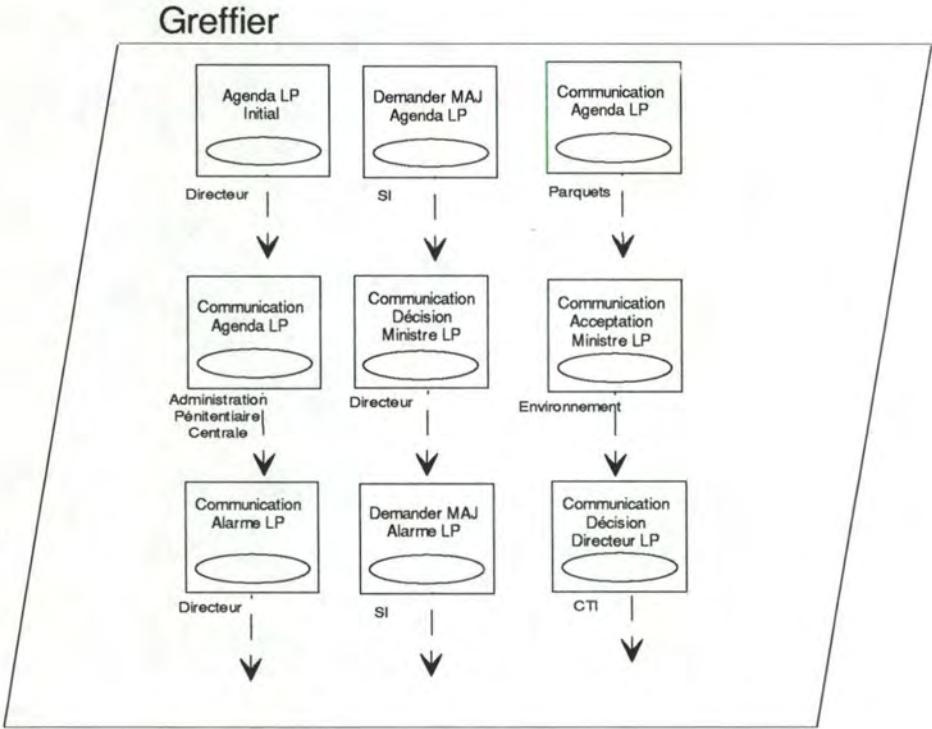 Greffier
Agenda LP
Initial
Demander MAJ
Agenda LP
Communication
Agenda LP
Directeur
SI
Parquets
Communication
Agenda LP
Communication
Décision
Ministre LP
Communication
Acceptation
Ministre LP
Administration
Pénitentiaire
Centrale
Directeur
Environnement
Communication
Alarme LP
Demander MAJ
Alarme LP
Communication
Décision
Directeur LP
Directeur
SI
CTI